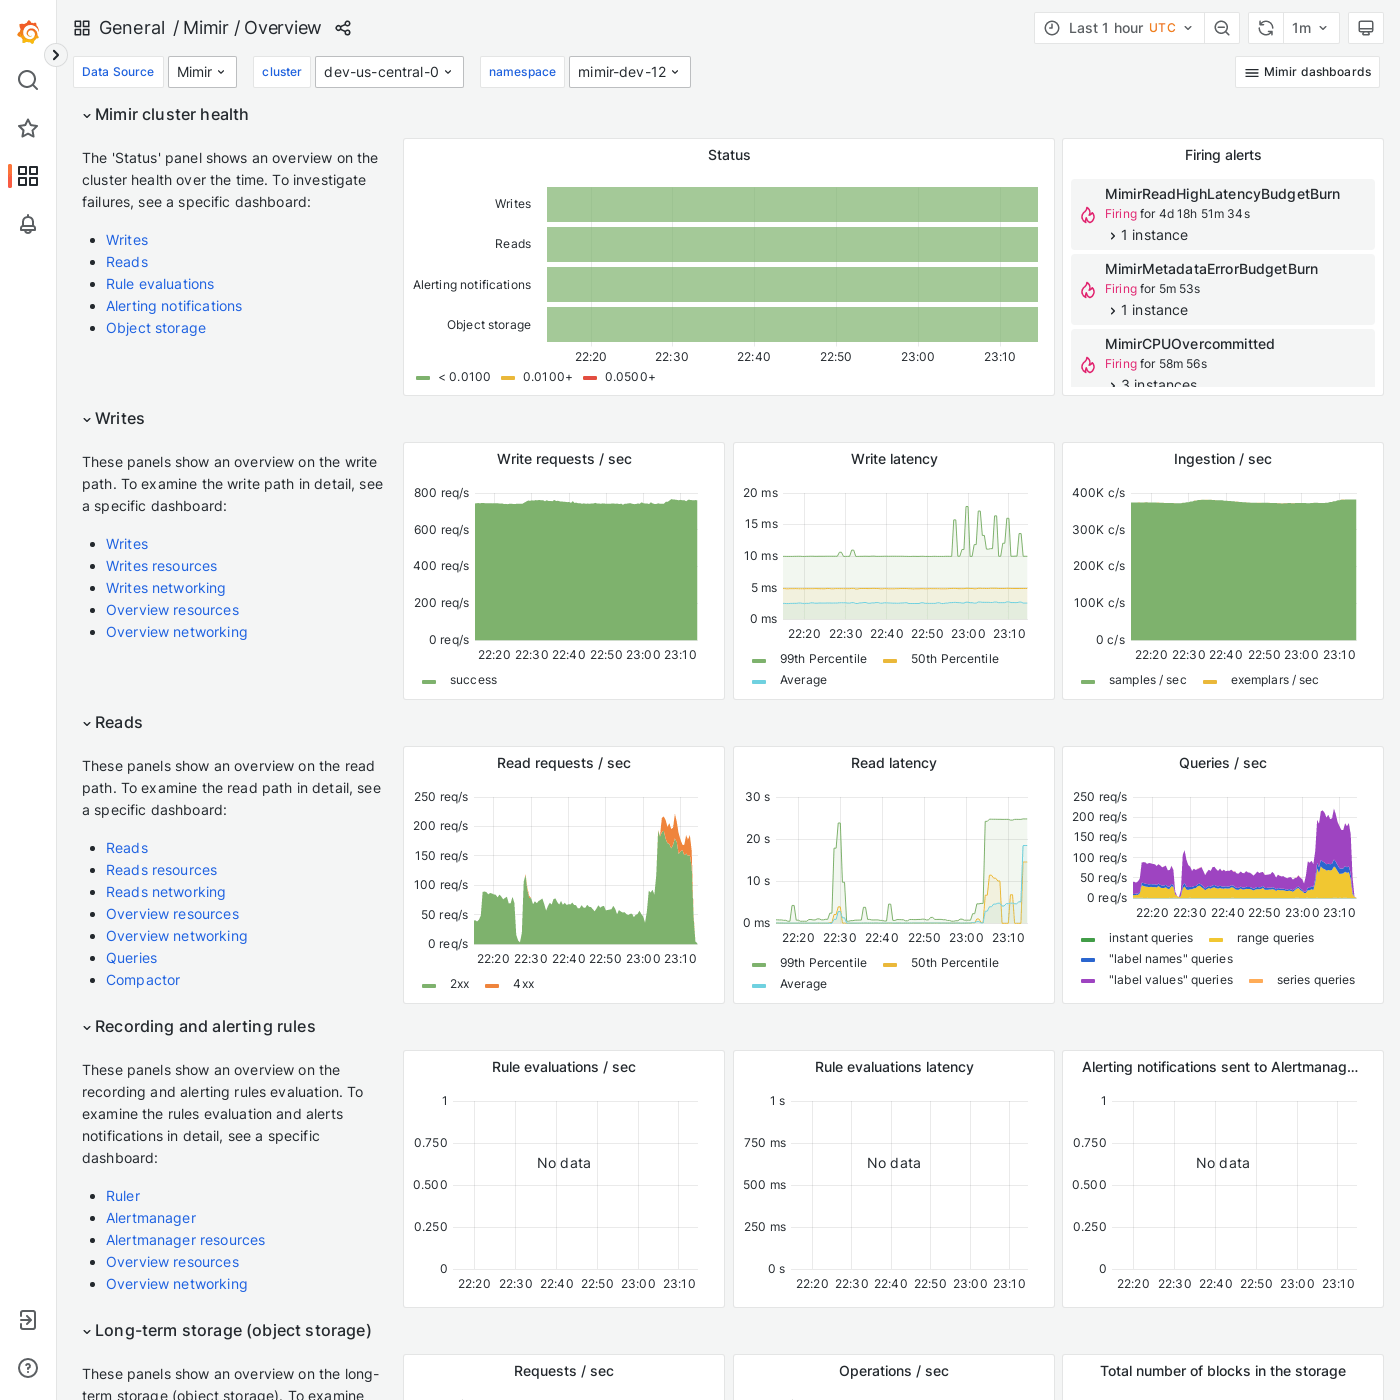 General / Mimir / Overview
Last 1 hour UTC
1m
Data Source Mimir cluster dev-us-central-0 namespace mimir-dev-12 Mimir dashboards
Mimir cluster health
The 'Status' panel shows an overview on the
cluster health over the time. To investigate
failures, see a specific dashboard:
Writes
Reads
Rule evaluations
Alerting notifications
Object storage
Status
Writes
Reads
Alerting notifications
Object storage
22:20 22:30 22:40 22:50 23:00 23:10
< 0.0100 0.0100+ 0.0500+
Firing alerts
MimirReadHighLatencyBudgetBurn
Firing for 4d 18h 51m 34s
1 instance
MimirMetadataErrorBudgetBurn
Firing for 5m 53s
1 instance
MimirCPUOvercommitted
Firing for 58m 56s
3 instances
Writes
These panels show an overview on the write
path. To examine the write path in detail, see
a specific dashboard:
Writes
Writes resources
Writes networking
Overview resources
Overview networking
Write requests / sec
800 req/s
600 req/s
400 req/s
200 req/s
0 req/s
22:20 22:30 22:40 22:50 23:00 23:10
success
Write latency
20 ms
15 ms
10 ms
5 ms
0 ms
22:20 22:30 22:40 22:50 23:00 23:10
99th Percentile 50th Percentile
Average
Ingestion / sec
400K c/s
300K c/s
200K c/s
100K c/s
0 c/s
22:20 22:30 22:40 22:50 23:00 23:10
samples / sec exemplars / sec
Reads
These panels show an overview on the read
path. To examine the read path in detail, see
a specific dashboard:
Reads
Reads resources
Reads networking
Overview resources
Overview networking
Queries
Compactor
Read requests / sec
250 req/s
200 req/s
150 req/s
100 req/s
50 req/s
0 req/s
22:20 22:30 22:40 22:50 23:00 23:10
2xx 4xx
Read latency
30 s
20 s
10 s
0 ms
22:20 22:30 22:40 22:50 23:00 23:10
99th Percentile 50th Percentile
Average
Queries / sec
250 req/s
200 req/s
150 req/s
100 req/s
50 req/s
0 req/s
22:20 22:30 22:40 22:50 23:00 23:10
instant queries range queries
"label names" queries
"label values" queries series queries
Recording and alerting rules
These panels show an overview on the
recording and alerting rules evaluation. To
examine the rules evaluation and alerts
notifications in detail, see a specific
dashboard:
Ruler
Alertmanager
Alertmanager resources
Overview resources
Overview networking
Rule evaluations / sec
1
0.750
0.500
0.250
0
No data
22:20 22:30 22:40 22:50 23:00 23:10
Rule evaluations latency
1 s
750 ms
500 ms
250 ms
0 s
No data
22:20 22:30 22:40 22:50 23:00 23:10
Alerting notifications sent to Alertmanag...
1
0.750
0.500
0.250
0
No data
22:20 22:30 22:40 22:50 23:00 23:10
Long-term storage (object storage)
These panels show an overview on the long-
term storage (object storage). To examine
Requests / sec
Operations / sec
Total number of blocks in the storage